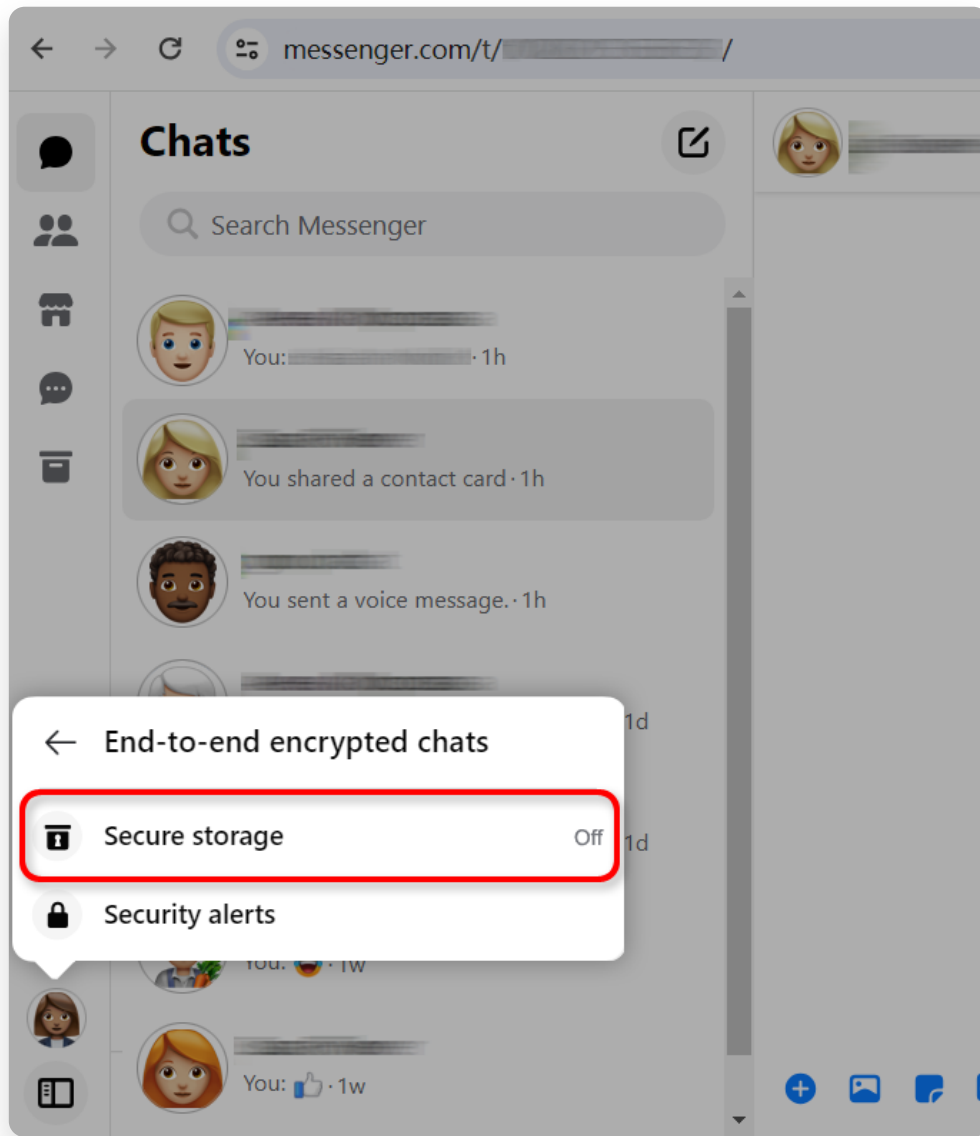 messenger.com/t/ /
Chats
Search Messenger
You: · 1h
You shared a contact card · 1h
You sent a voice message. · 1h
1d
End-to-end encrypted chats
Secure storage Off
1d
Security alerts
You: 🤣 · 1w
You: 👍 · 1w